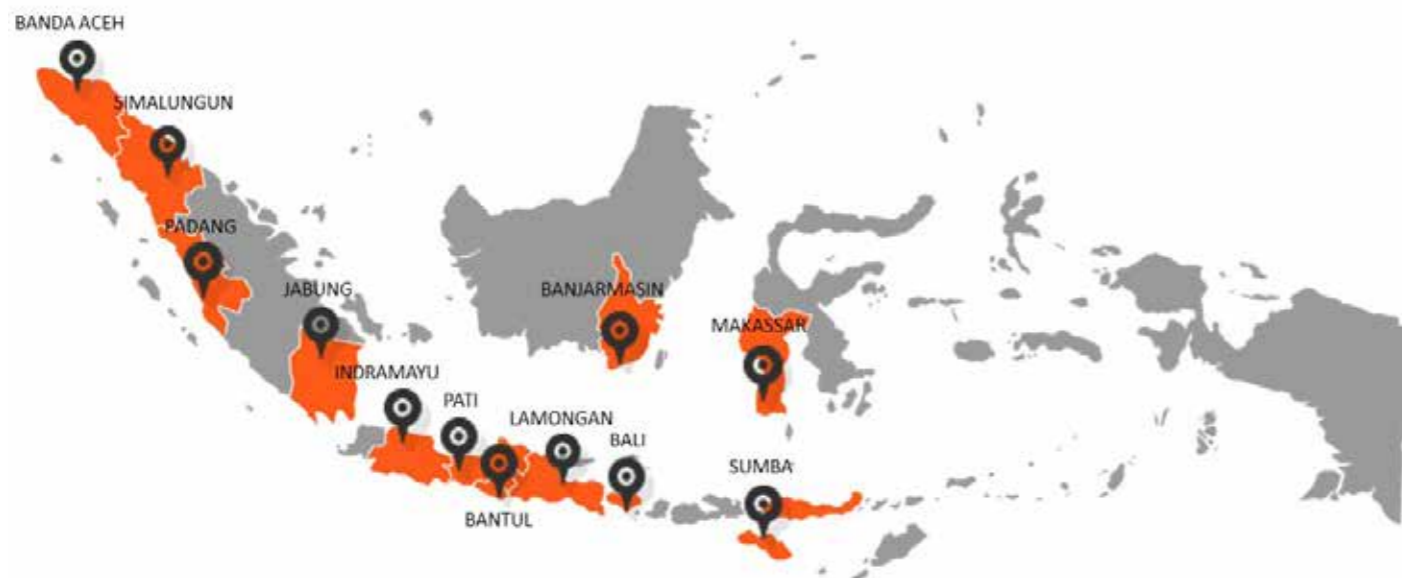 BANDA ACEH
SIMALUNGUN
PADANG
JABUNG
BANJARMASIN
MAKASSAR
INDRAMAYU
PATI
LAMONGAN
BALI
SUMBA
BANTUL